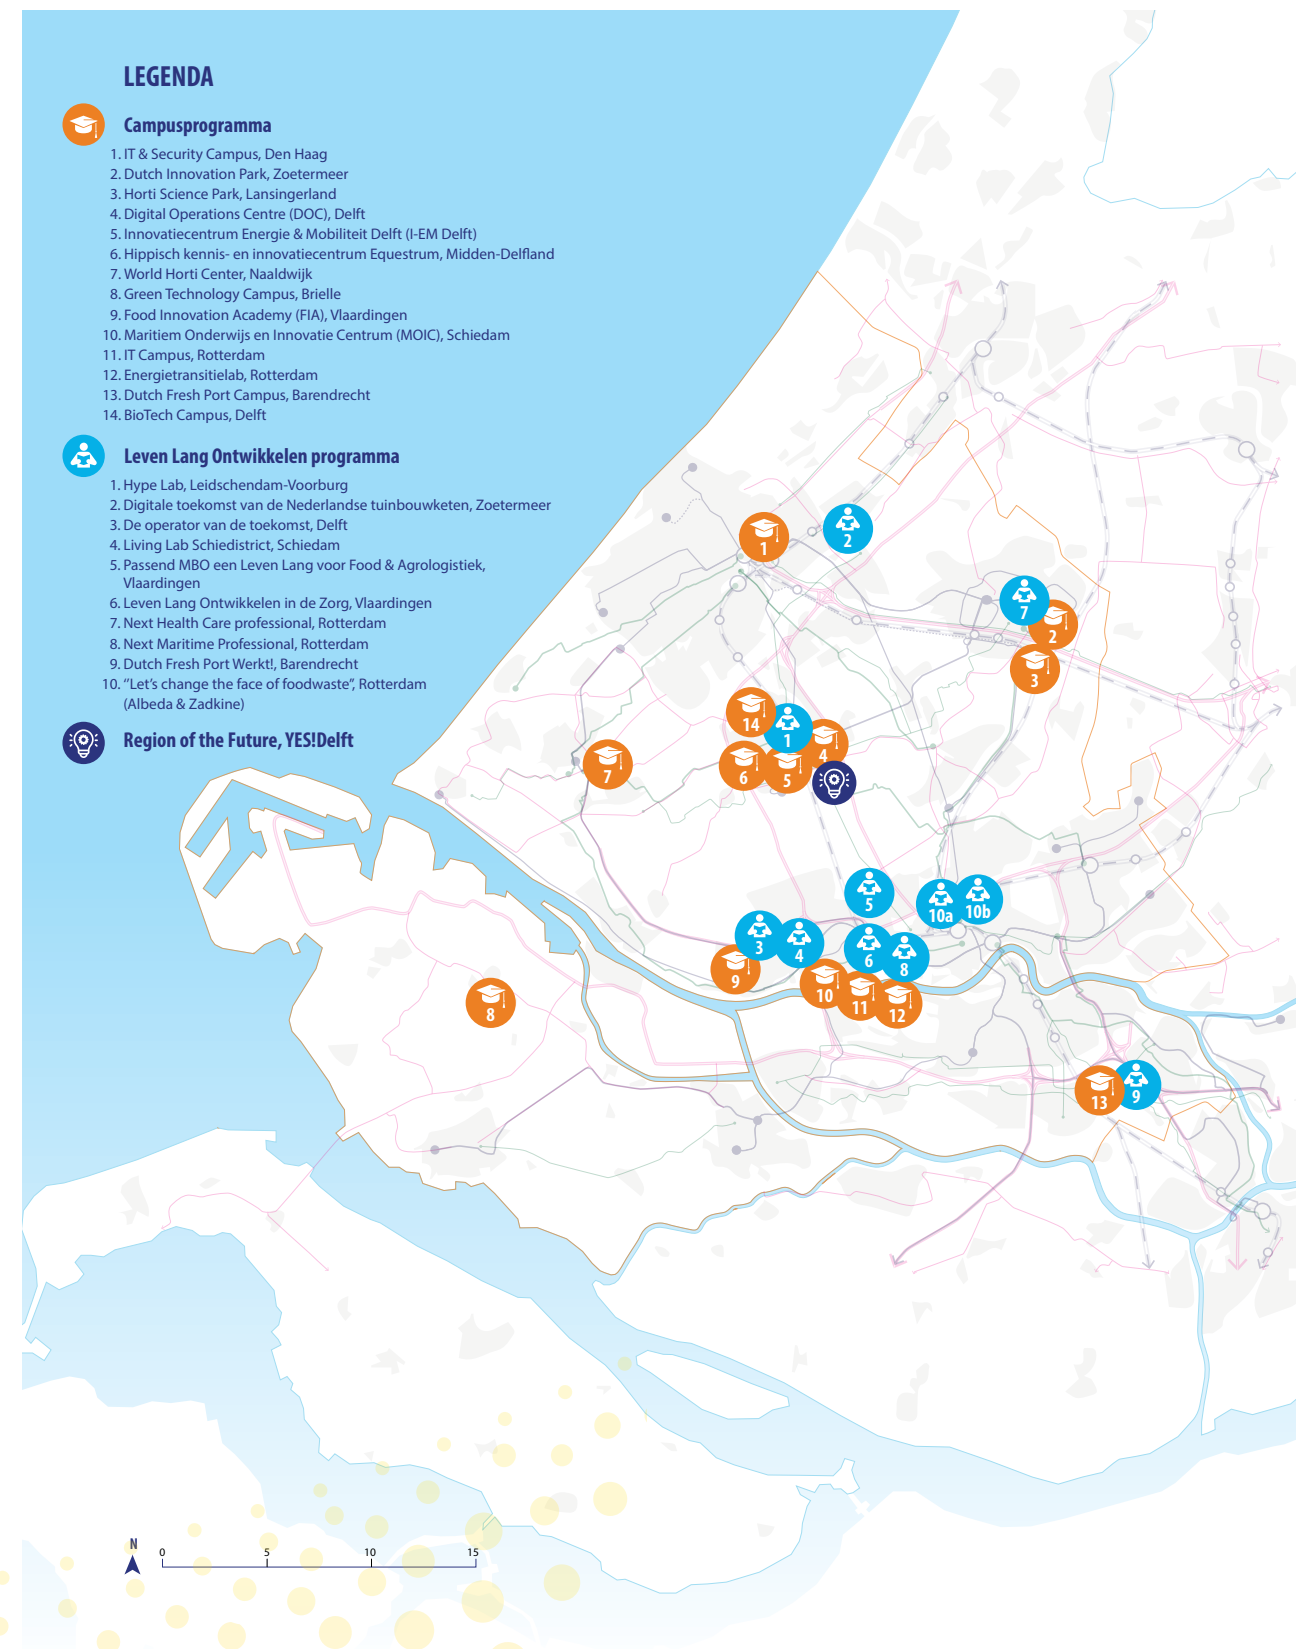 LEGENDA
Campusprogramma
1. IT & Security Campus, Den Haag
2. Dutch Innovation Park, Zoetermeer
3. Horti Science Park, Lansingerland
4. Digital Operations Centre (DOC), Delft
5. Innovatiecentrum Energie & Mobiliteit Delft (I-EM Delft)
6. Hippisch kennis- en innovatiecentrum Equestrum, Midden-Delfland
7. World Horti Center, Naaldwijk
8. Green Technology Campus, Brielle
9. Food Innovation Academy (FIA), Vlaardingen
10. Maritiem Onderwijs en Innovatie Centrum (MOIC), Schiedam
11. IT Campus, Rotterdam
12. Energietransitielab, Rotterdam
13. Dutch Fresh Port Campus, Barendrecht
14. BioTech Campus, Delft
Leven Lang Ontwikkelen programma
1. Hype Lab, Leidschendam-Voorburg
2. Digitale toekomst van de Nederlandse tuinbouwketen, Zoetermeer
3. De operator van de toekomst, Delft
4. Living Lab Schiedistrict, Schiedam
5. Passend MBO een Leven Lang voor Food & Agrologistiek,
Vlaardingen
6. Leven Lang Ontwikkelen in de Zorg, Vlaardingen
7. Next Health Care professional, Rotterdam
8. Next Maritime Professional, Rotterdam
9. Dutch Fresh Port Werkt!, Barendrecht
10. “Let’s change the face of foodwaste”, Rotterdam
(Albeda & Zadkine)
Region of the Future, YES!Delft
1
2
7
2
3
14
1
4
7
6
5
5
10a
10b
3
4
6
8
9
10
11
12
8
13
9
N
0
5
10
15